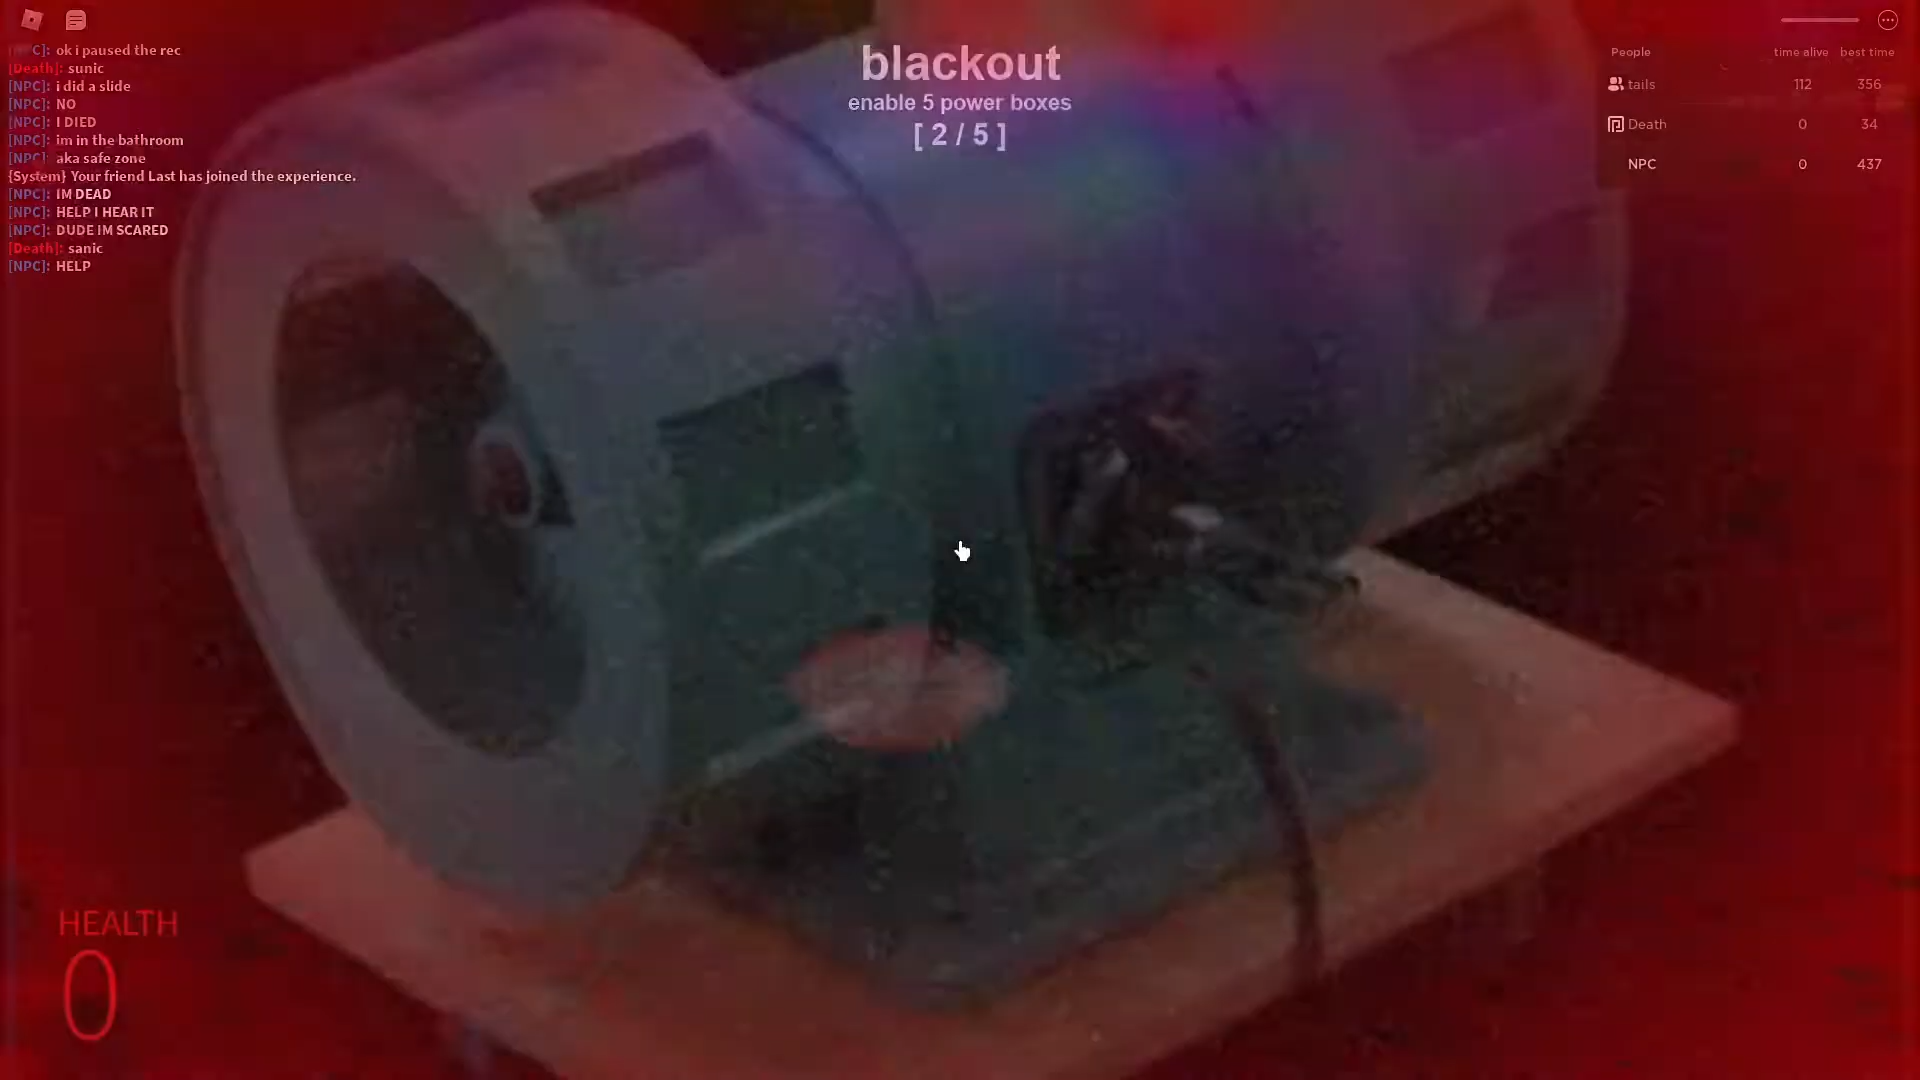 [NPC]: ok i paused the rec
[Death]: sunic
[NPC]: i did a slide
[NPC]: NO
[NPC]: I DIED
[NPC]: im in the bathroom
[NPC]: aka safe zone
{System} Your friend Last has joined the experience.
[NPC]: IM DEAD
[NPC]: HELP I HEAR IT
[NPC]: DUDE IM SCARED
[Death]: sanic
[NPC]: HELP
blackout
enable 5 power boxes
[ 2 / 5 ]
People time alive best time
tails 112 356
Death 0 34
NPC 0 437
HEALTH
0